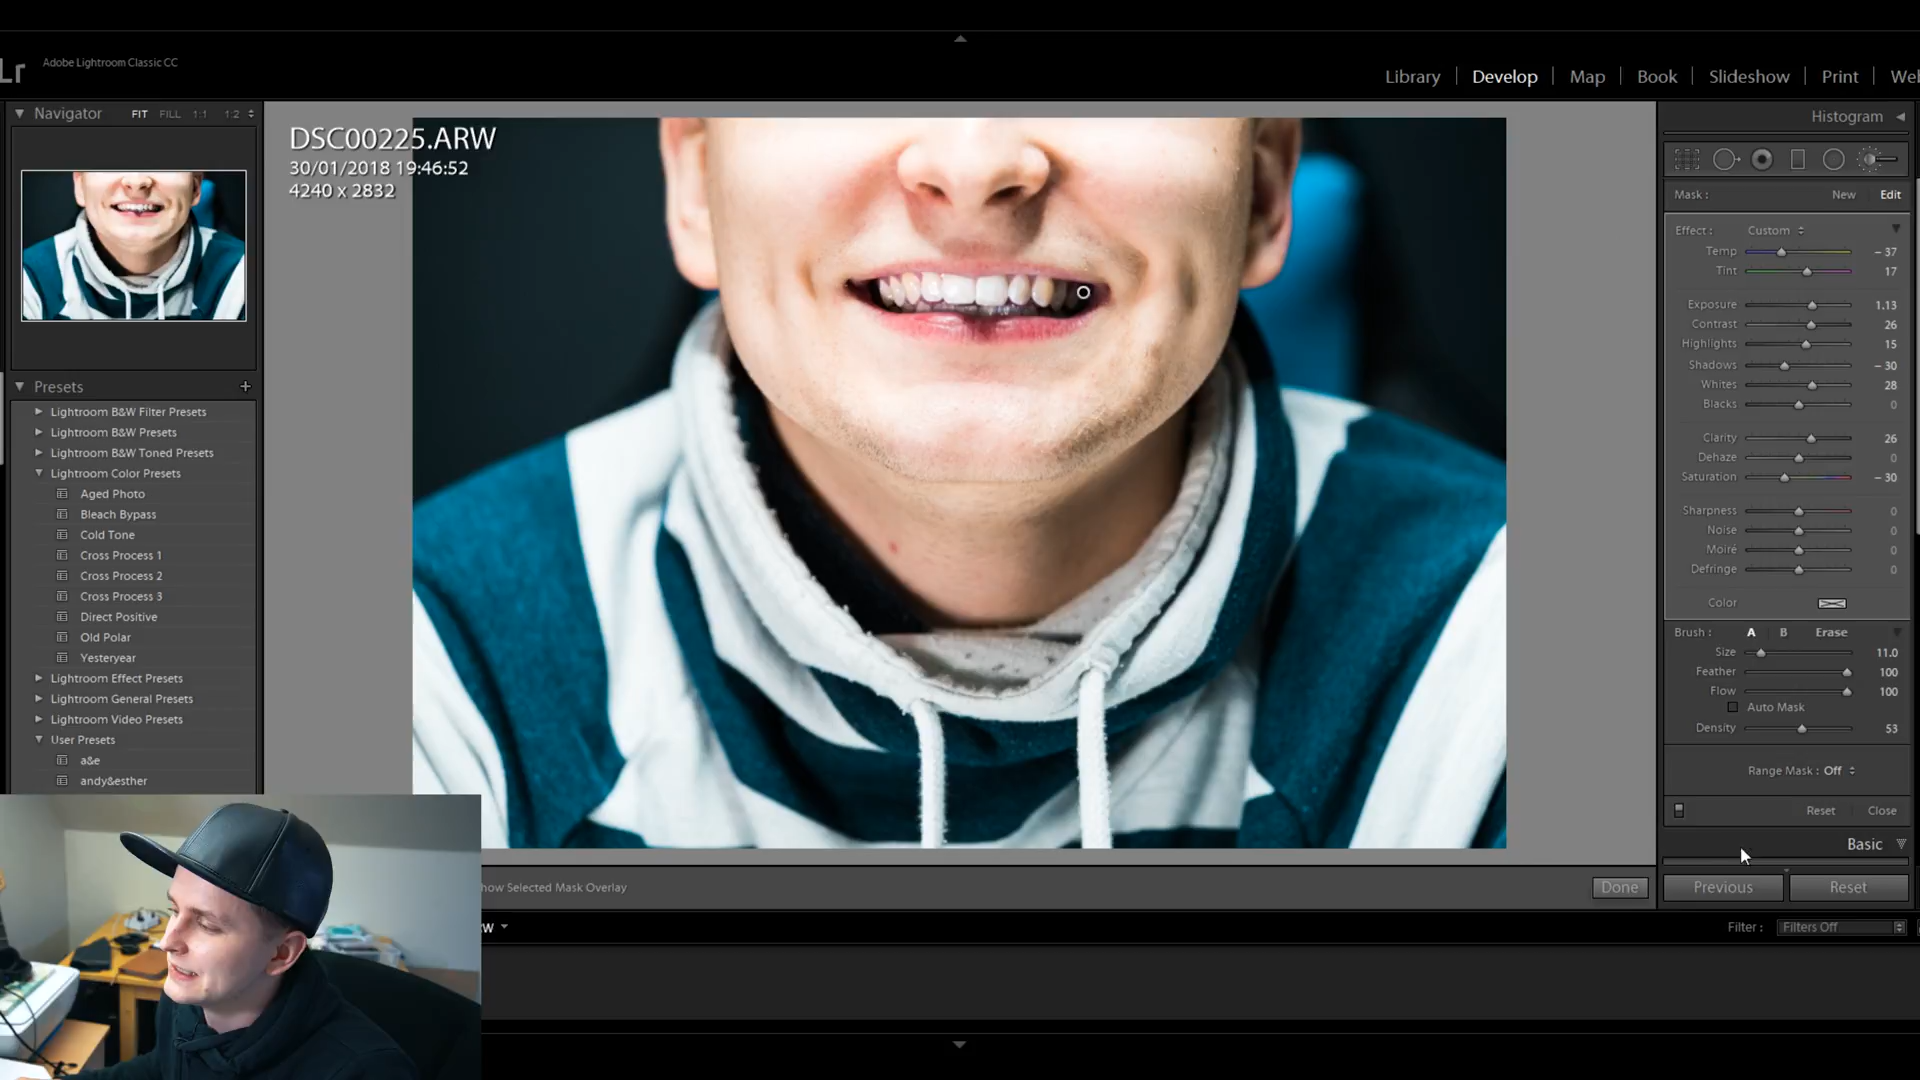 Lr
Adobe Lightroom Classic CC
Library | Develop | Map | Book | Slideshow | Print |
Navigator FIT FILL 1:1 1:2
DSC00225.ARW
30/01/2018 19:46:52
4240 x 2832
Presets +
Lightroom B&W Filter Presets
Lightroom B&W Presets
Lightroom B&W Toned Presets
Lightroom Color Presets
Aged Photo
Bleach Bypass
Cold Tone
Cross Process 1
Cross Process 2
Cross Process 3
Direct Positive
Old Polar
Yesteryear
Lightroom Effect Presets
Lightroom General Presets
Lightroom Video Presets
User Presets
a&e
andy&esther
Histogram
Mask : New Edit
Effect : Custom
Temp – 37
Tint 17
Exposure 1.13
Contrast 26
Highlights 15
Shadows – 30
Whites 28
Blacks 0
Clarity 26
Dehaze 0
Saturation – 30
Sharpness 0
Noise 0
Moiré 0
Defringe 0
Color
Brush : A B Erase
Size 11.0
Feather 100
Flow 100
Auto Mask
Density 53
Range Mask : Off
Reset Close
Basic
how Selected Mask Overlay Done
Previous Reset
W
Filter : Filters Off